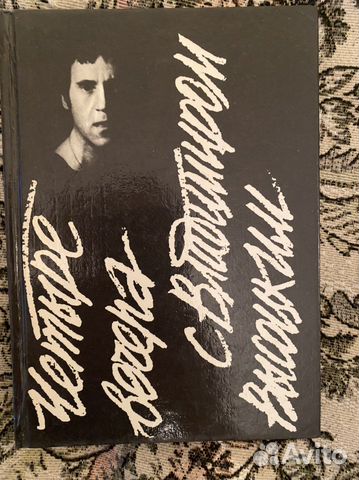 Четыре
вечера
с Владимиром
Высоцким
Avito